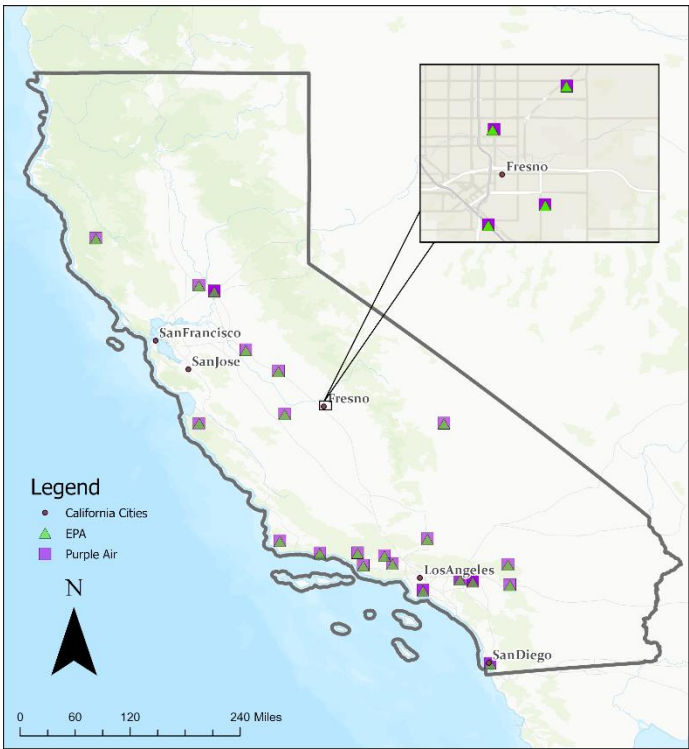 Fresno
SanFrancisco
SanJose
Fresno
Legend
California Cities
EPA
Purple Air
N
LosAngeles
SanDiego
0 60 120 240 Miles